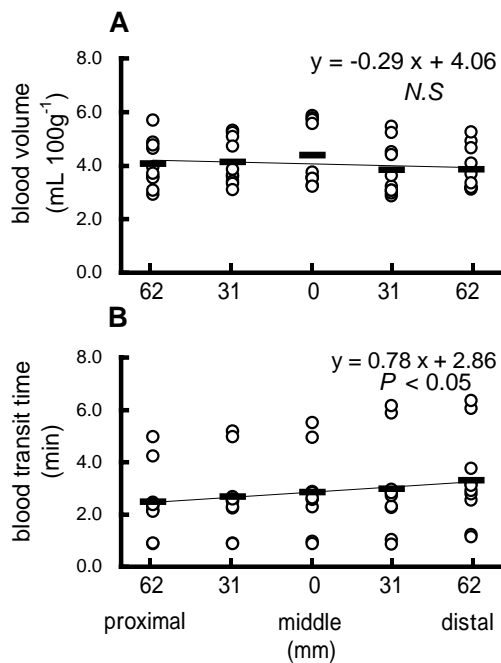 A
y = -0.29 x + 4.06
N.S
blood volume
(mL 100g⁻¹)
8.0
6.0
4.0
2.0
0.0
62 31 0 31 62
B
y = 0.78 x + 2.86
P < 0.05
blood transit time
(min)
8.0
6.0
4.0
2.0
0.0
62 31 0 31 62
proximal middle distal
(mm)